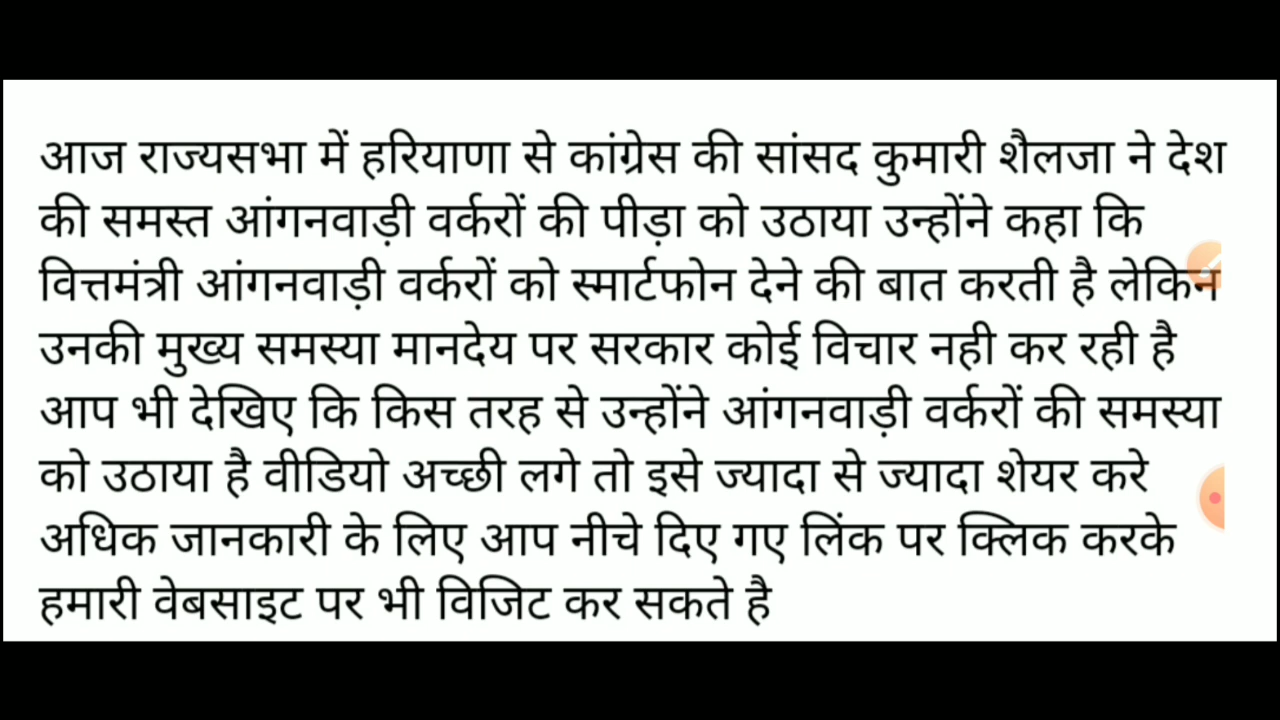 आज राज्यसभा में हरियाणा से कांग्रेस की सांसद कुमारी शैलजा ने देश
की समस्त आंगनवाड़ी वर्करों की पीड़ा को उठाया उन्होंने कहा कि
वित्तमंत्री आंगनवाड़ी वर्करों को स्मार्टफोन देने की बात करती है लेकिन
उनकी मुख्य समस्या मानदेय पर सरकार कोई विचार नही कर रही है
आप भी देखिए कि किस तरह से उन्होंने आंगनवाड़ी वर्करों की समस्या
को उठाया है वीडियो अच्छी लगे तो इसे ज्यादा से ज्यादा शेयर करे
अधिक जानकारी के लिए आप नीचे दिए गए लिंक पर क्लिक करके
हमारी वेबसाइट पर भी विजिट कर सकते है